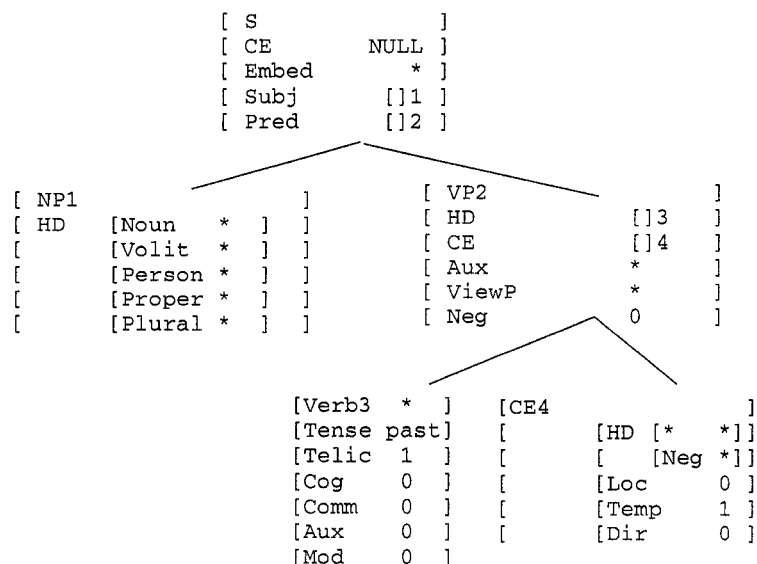 [ S ]
[ CE NULL ]
[ Embed * ]
[ Subj []1 ]
[ Pred []2 ]
[ NP1 ]
[ HD [Noun * ] ]
[ [Volit * ] ]
[ [Person * ] ]
[ [Proper * ] ]
[ [Plural * ] ]
[ VP2 ]
[ HD []3 ]
[ CE []4 ]
[ Aux * ]
[ ViewP * ]
[ Neg 0 ]
[Verb3 * ]
[Tense past]
[Telic 1 ]
[Cog 0 ]
[Comm 0 ]
[Aux 0 ]
[Mod 0 ]
[CE4 ]
[ [HD [* *]]
[ [ [Neg *]]
[ [Loc 0 ]
[ [Temp 1 ]
[ [Dir 0 ]